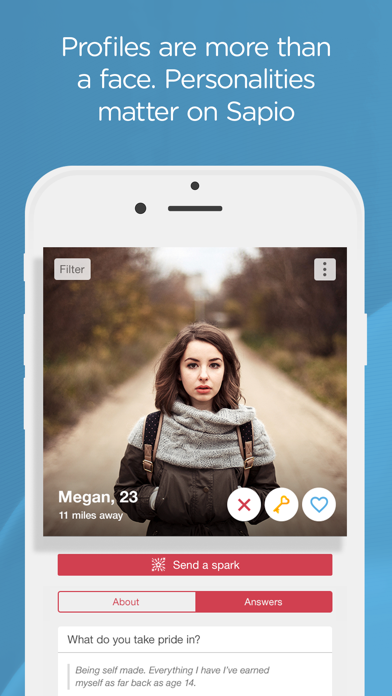 Profiles are more than
a face. Personalities
matter on Sapio
Filter
Megan, 23
11 miles away
Send a spark
About
Answers
What do you take pride in?
Being self made. Everything I have I've earned
myself as far back as age 14.